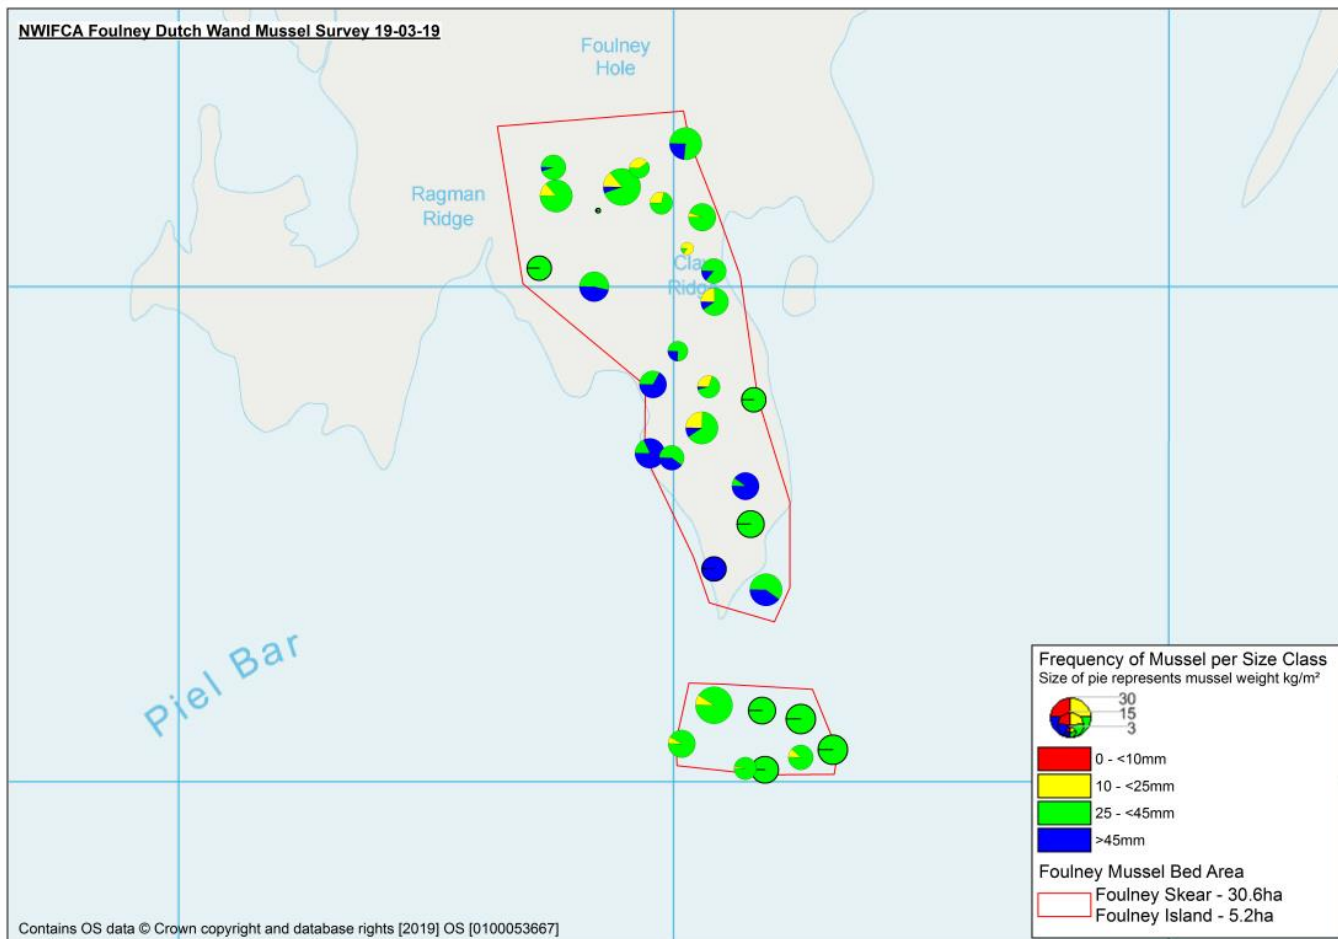 NWIFCA Foulney Dutch Wand Mussel Survey 19-03-19
Foulney
Hole
Ragman
Ridge
Clay
Ridge
Piel Bar
Frequency of Mussel per Size Class
Size of pie represents mussel weight kg/m²
30
15
3
0 - <10mm
10 - <25mm
25 - <45mm
>45mm
Foulney Mussel Bed Area
Foulney Skear - 30.6ha
Foulney Island - 5.2ha
Contains OS data © Crown copyright and database rights [2019] OS [0100053667]